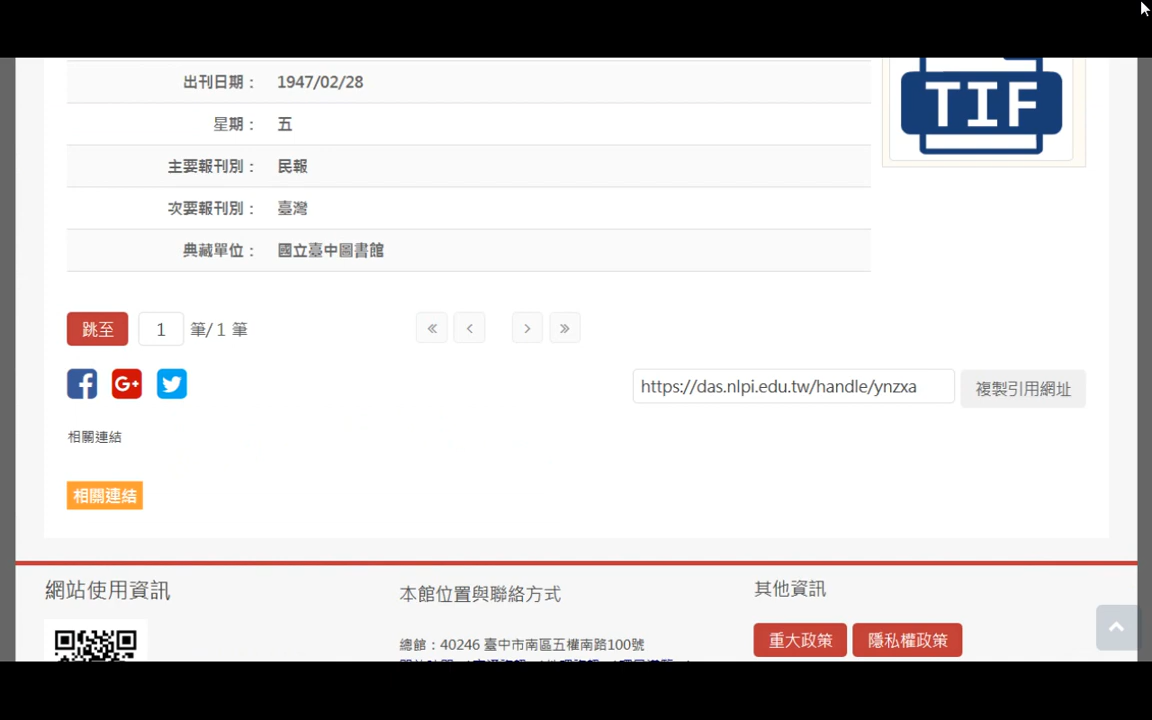 出刊日期： 1947/02/28
TIF
星期： 五
主要報刊別： 民報
次要報刊別： 臺灣
典藏單位： 國立臺中圖書館
跳至 1 筆/ 1 筆 « ‹ › »
https://das.nlpi.edu.tw/handle/ynzxa 複製引用網址
相關連結
相關連結
網站使用資訊
本館位置與聯絡方式
其他資訊
總館：40246 臺中市南區五權南路100號
重大政策 隱私權政策